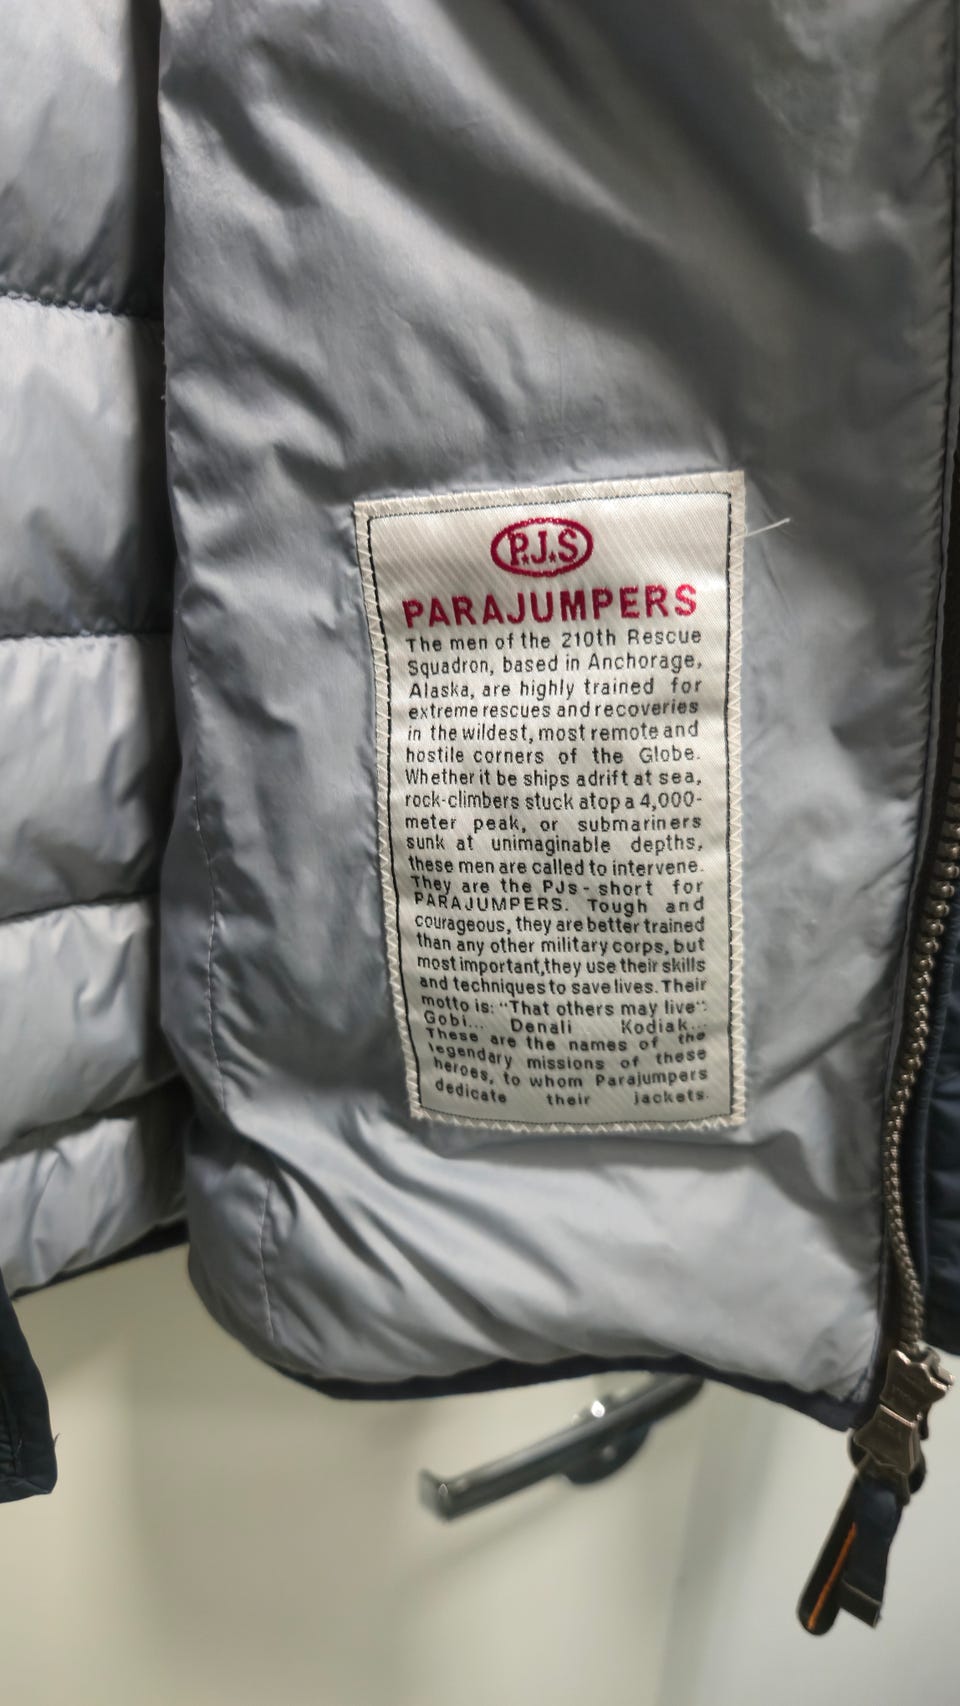 P.J.S
PARAJUMPERS
The men of the 210th Rescue
Squadron, based in Anchorage,
Alaska, are highly trained for
extreme rescues and recoveries
in the wildest, most remote and
hostile corners of the Globe.
Whether it be ships adrift at sea,
rock-climbers stuck atop a 4,000-
meter peak, or submariners
sunk at unimaginable depths,
these men are called to intervene.
They are the PJs - short for
PARAJUMPERS. Tough and
courageous, they are better trained
than any other military corps, but
most important,they use their skills
and techniques to save lives. Their
motto is: "That others may live".
Gobi... Denali Kodiak...
These are the names of the
legendary missions of these
heroes, to whom Parajumpers
dedicate their jackets.